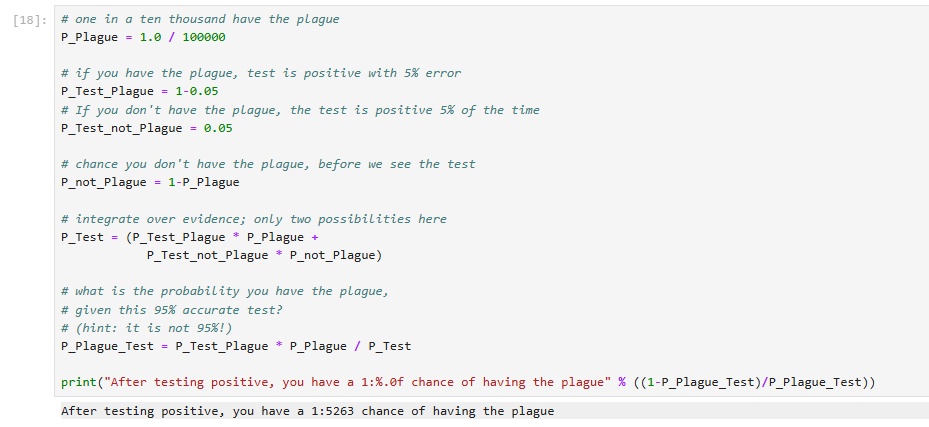 [18]: # one in a ten thousand have the plague
P_Plague = 1.0 / 100000
# if you have the plague, test is positive with 5% error
P_Test_Plague = 1-0.05
# If you don't have the plague, the test is positive 5% of the time
P_Test_not_Plague = 0.05
# chance you don't have the plague, before we see the test
P_not_Plague = 1-P_Plague
# integrate over evidence; only two possibilities here
P_Test = (P_Test_Plague * P_Plague +
P_Test_not_Plague * P_not_Plague)
# what is the probability you have the plague,
# given this 95% accurate test?
# (hint: it is not 95%!)
P_Plague_Test = P_Test_Plague * P_Plague / P_Test
print("After testing positive, you have a 1:%.0f chance of having the plague" % ((1-P_Plague_Test)/P_Plague_Test))
After testing positive, you have a 1:5263 chance of having the plague